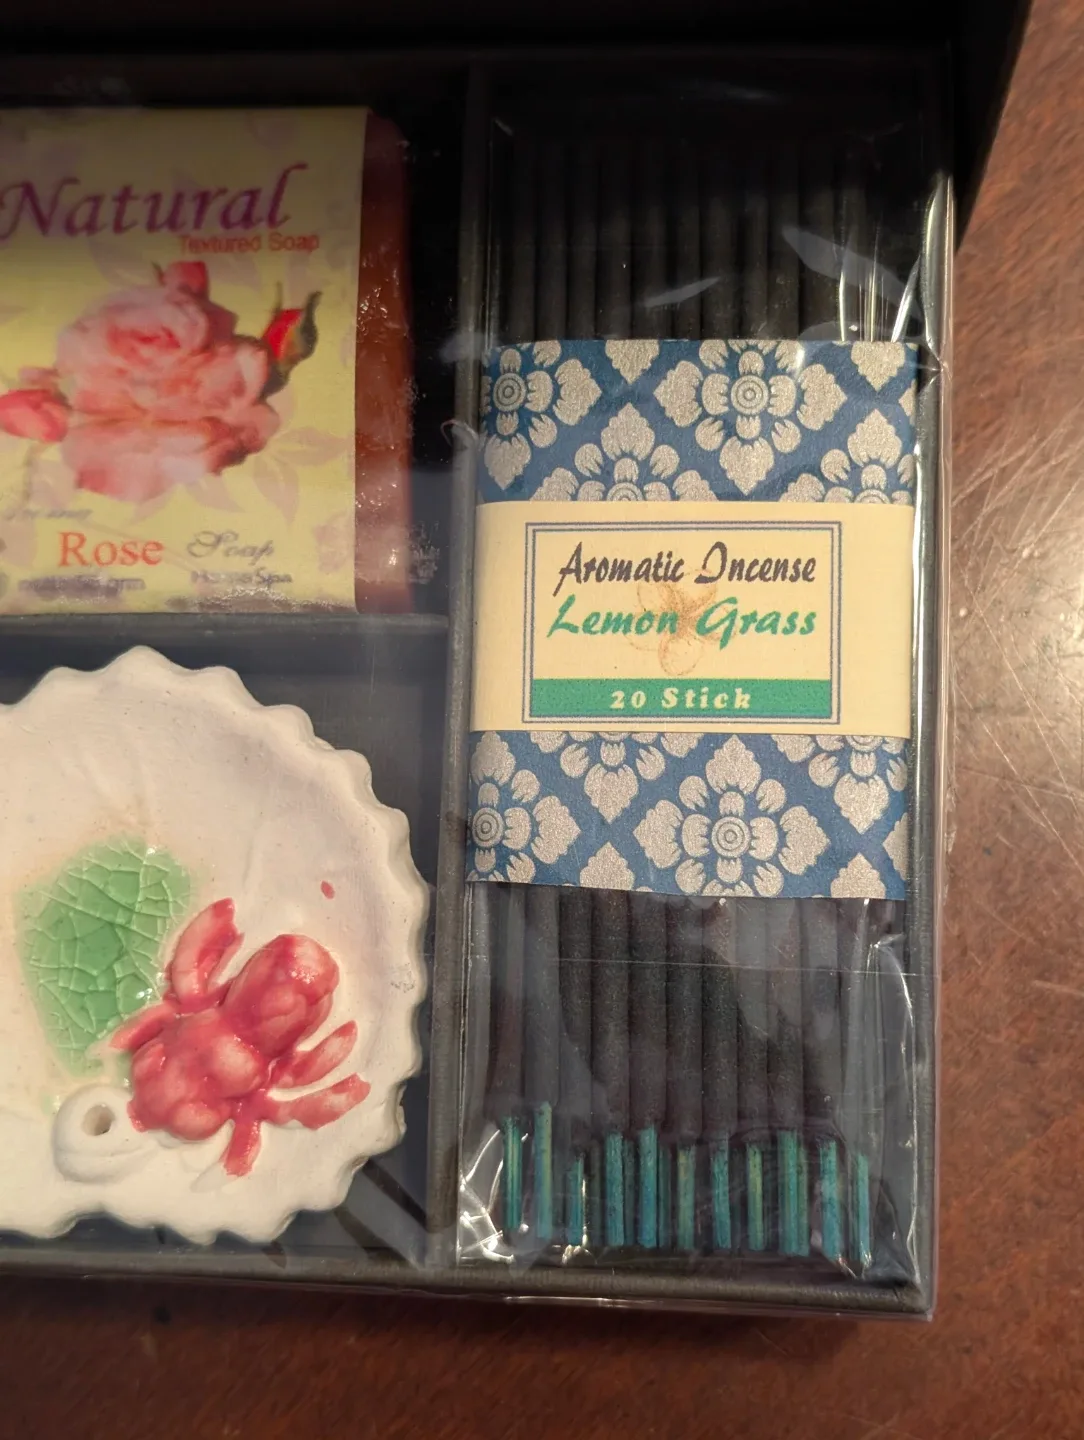 Natural
Textured Soap
Rose Soap
Aromatic Incense
Lemon Grass
20 Stick